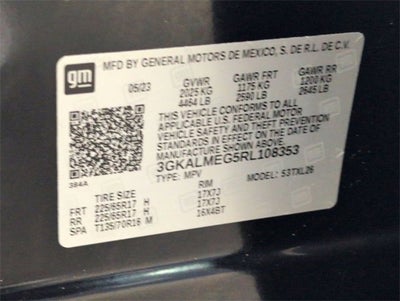 gm
MFD BY GENERAL MOTORS DE MEXICO, S. DE R.L. DE C.V.
05/23 GVWR GAWR FRT GAWR RR
2025 KG 1175 KG 1200 KG
4464 LB 2590 LB 2645 LB
THIS VEHICLE CONFORMS TO ALL
APPLICABLE U.S. FEDERAL MOTOR
VEHICLE SAFETY AND THEFT PREVENTION
STANDARDS IN EFFECT ON THE DATE
OF MANUFACTURE SHOWN ABOVE.
3GKALMEG5RL108353
384A TYPE: MPV MODEL: 53TXL26
TIRE SIZE RIM
FRT 225/65R17 H 17X7J
RR 225/65R17 H 17X7J
SPA T135/70R16 M 16X4BT